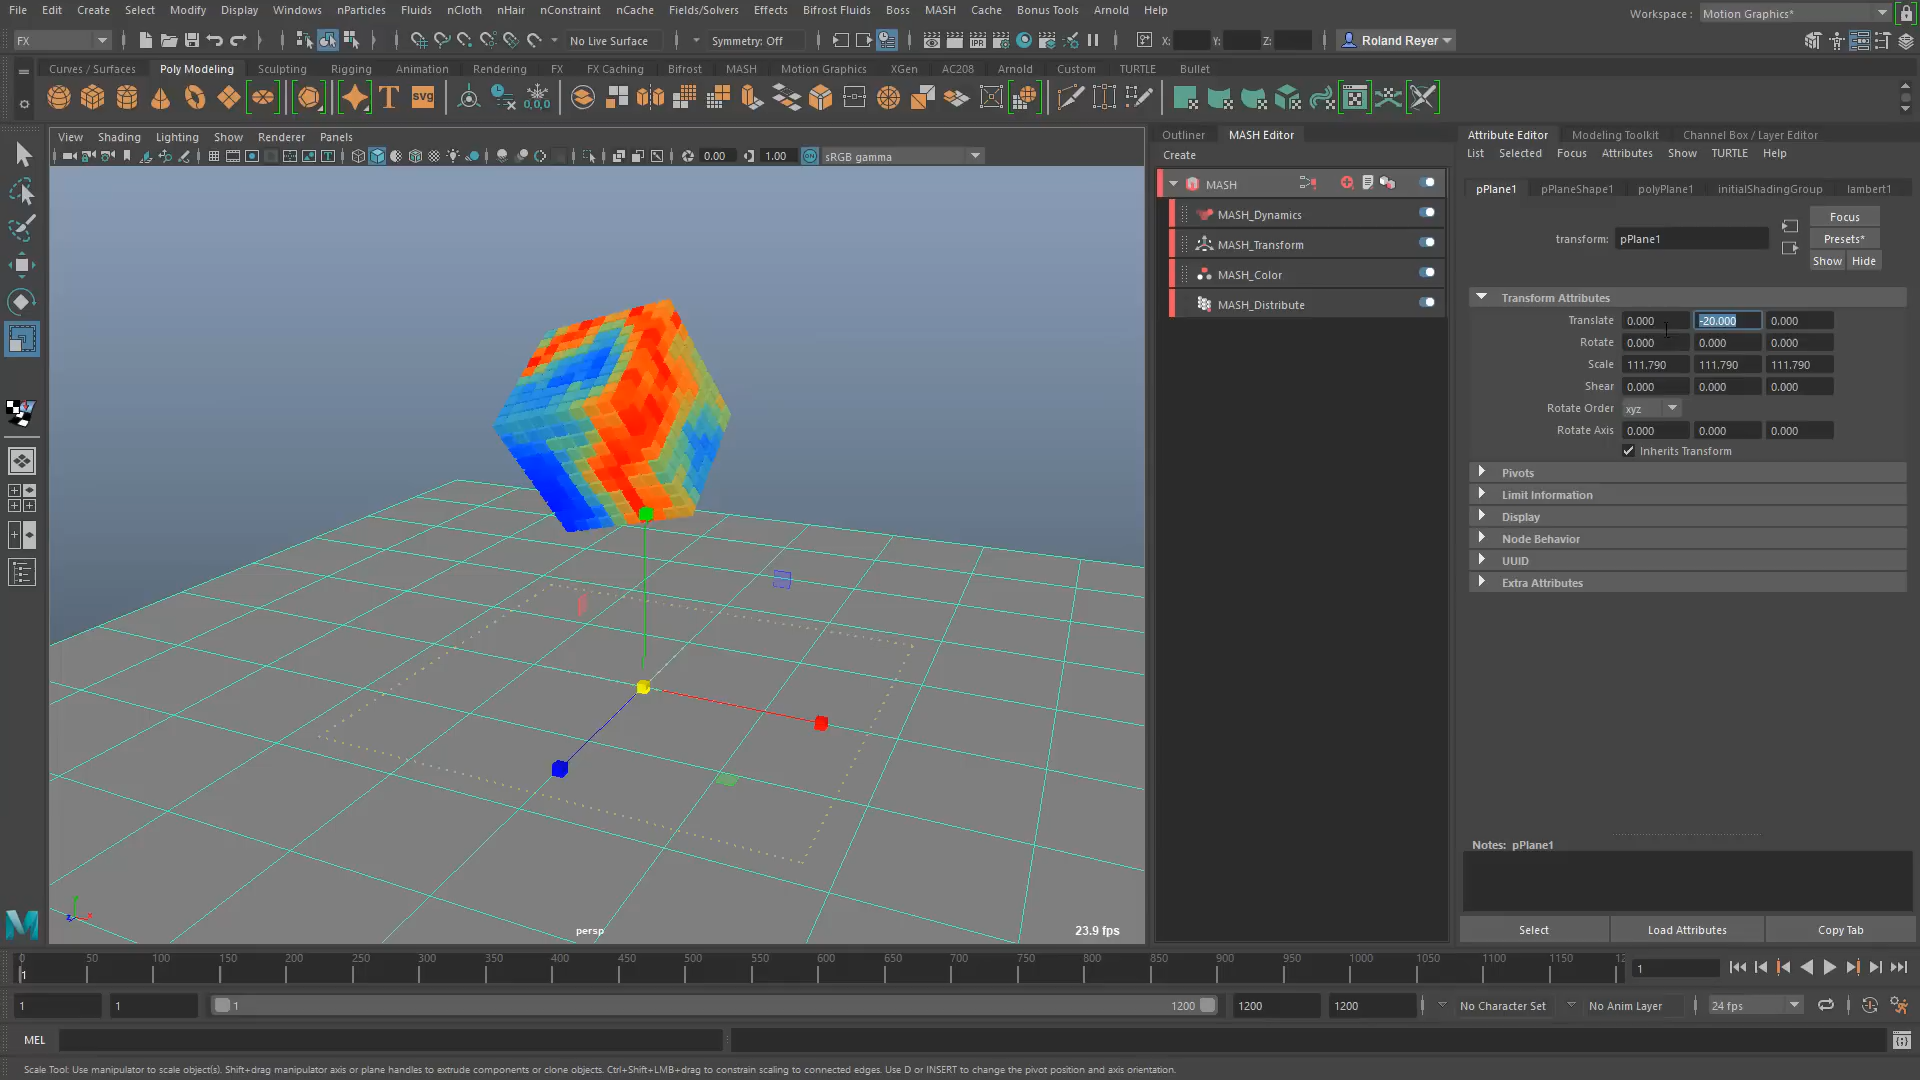 File Edit Create Select Modify Display Windows nParticles Fluids nCloth nHair nConstraint nCache Fields/Solvers Effects Bifrost Fluids Boss MASH Cache Bonus Tools Arnold Help
Workspace : Motion Graphics*
FX No Live Surface Symmetry: Off X: Y: Z: Roland Reyer
Curves / Surfaces Poly Modeling Sculpting Rigging Animation Rendering FX FX Caching Bifrost MASH Motion Graphics XGen AC208 Arnold Custom TURTLE Bullet
T svg 0,0,0
View Shading Lighting Show Renderer Panels
0.00 1.00 ON sRGB gamma
persp
23.9 fps
Outliner MASH Editor
Create
MASH
MASH_Dynamics
MASH_Transform
MASH_Color
MASH_Distribute
Attribute Editor Modeling Toolkit Channel Box / Layer Editor
List Selected Focus Attributes Show TURTLE Help
pPlane1 pPlaneShape1 polyPlane1 initialShadingGroup lambert1
Focus
transform: pPlane1 Presets*
Show Hide
Transform Attributes
Translate 0.000 -20.000 0.000
Rotate 0.000 0.000 0.000
Scale 111.790 111.790 111.790
Shear 0.000 0.000 0.000
Rotate Order xyz
Rotate Axis 0.000 0.000 0.000
Inherits Transform
Pivots
Limit Information
Display
Node Behavior
UUID
Extra Attributes
Notes: pPlane1
Select Load Attributes Copy Tab
0 50 100 150 200 250 300 350 400 450 500 550 600 650 700 750 800 850 900 950 1000 1050 1100 1150 12
1 1
1 1 1 1200 1200 1200 No Character Set No Anim Layer 24 fps
MEL
Scale Tool: Use manipulator to scale object(s). Shift+drag manipulator axis or plane handles to extrude components or clone objects. Ctrl+Shift+LMB+drag to constrain scaling to connected edges. Use D or INSERT to change the pivot position and axis orientation.